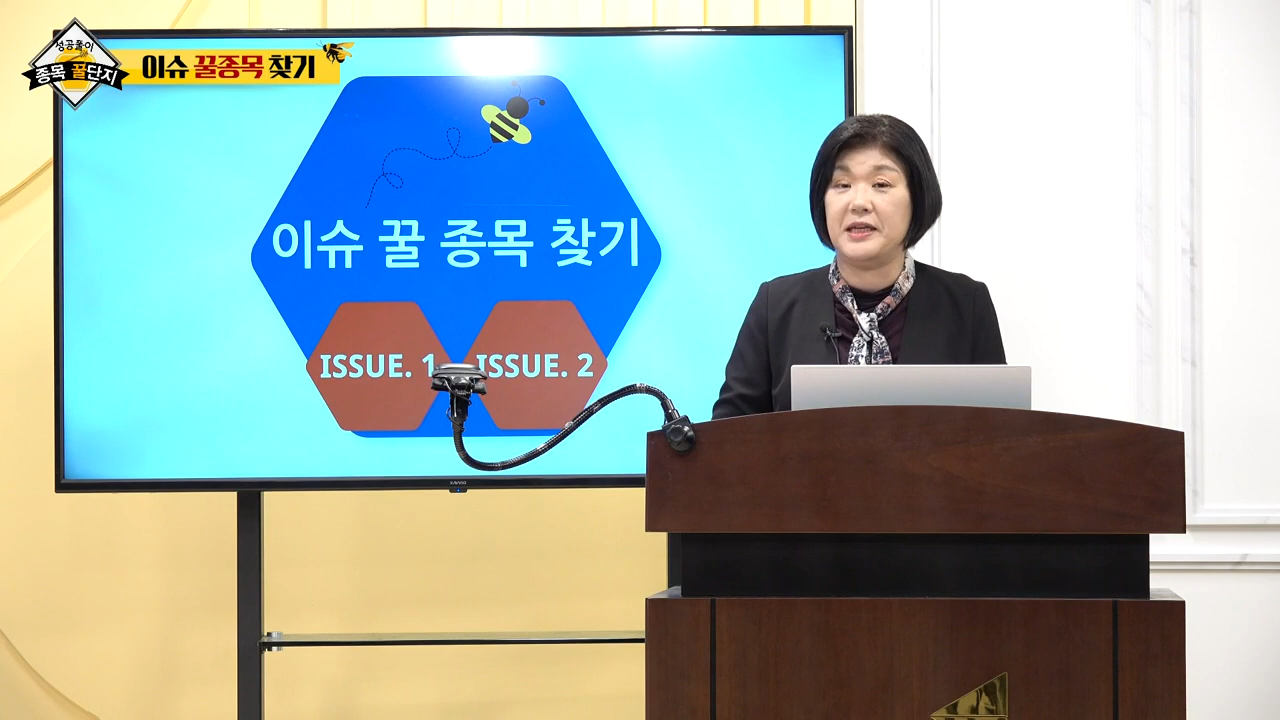 성공풀이
종목 꿀단지
이슈 꿀종목 찾기
이슈 꿀 종목 찾기
ISSUE. 1
ISSUE. 2